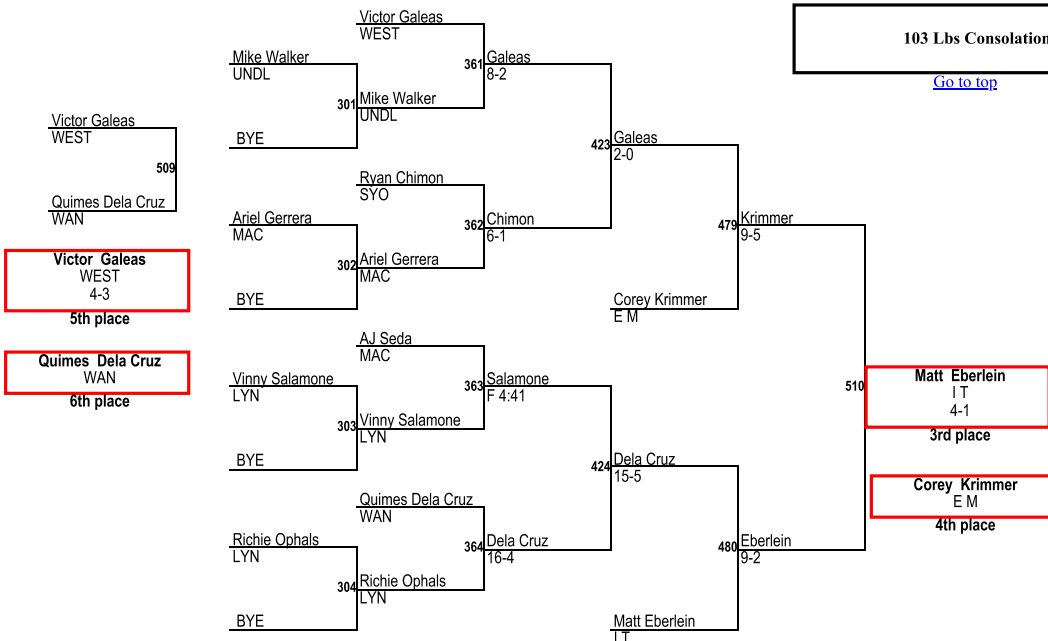 Victor Galeas
WEST
103 Lbs Consolation
Go to top
Mike Walker
UNDL
361
Galeas
8-2
301
Mike Walker
UNDL
BYE
Victor Galeas
WEST
509
Quimes Dela Cruz
WAN
423
Galeas
2-0
Ryan Chimon
SYO
Ariel Gerrera
MAC
362
Chimon
6-1
302
Ariel Gerrera
MAC
BYE
479
Krimmer
9-5
Corey Krimmer
E M
Victor Galeas
WEST
4-3
5th place
Quimes Dela Cruz
WAN
6th place
AJ Seda
MAC
Vinny Salamone
LYN
363
Salamone
F 4:41
303
Vinny Salamone
LYN
BYE
424
Dela Cruz
15-5
510
Matt Eberlein
I T
4-1
3rd place
Corey Krimmer
E M
4th place
Quimes Dela Cruz
WAN
Richie Ophals
LYN
364
Dela Cruz
16-4
304
Richie Ophals
LYN
BYE
480
Eberlein
9-2
Matt Eberlein
I T